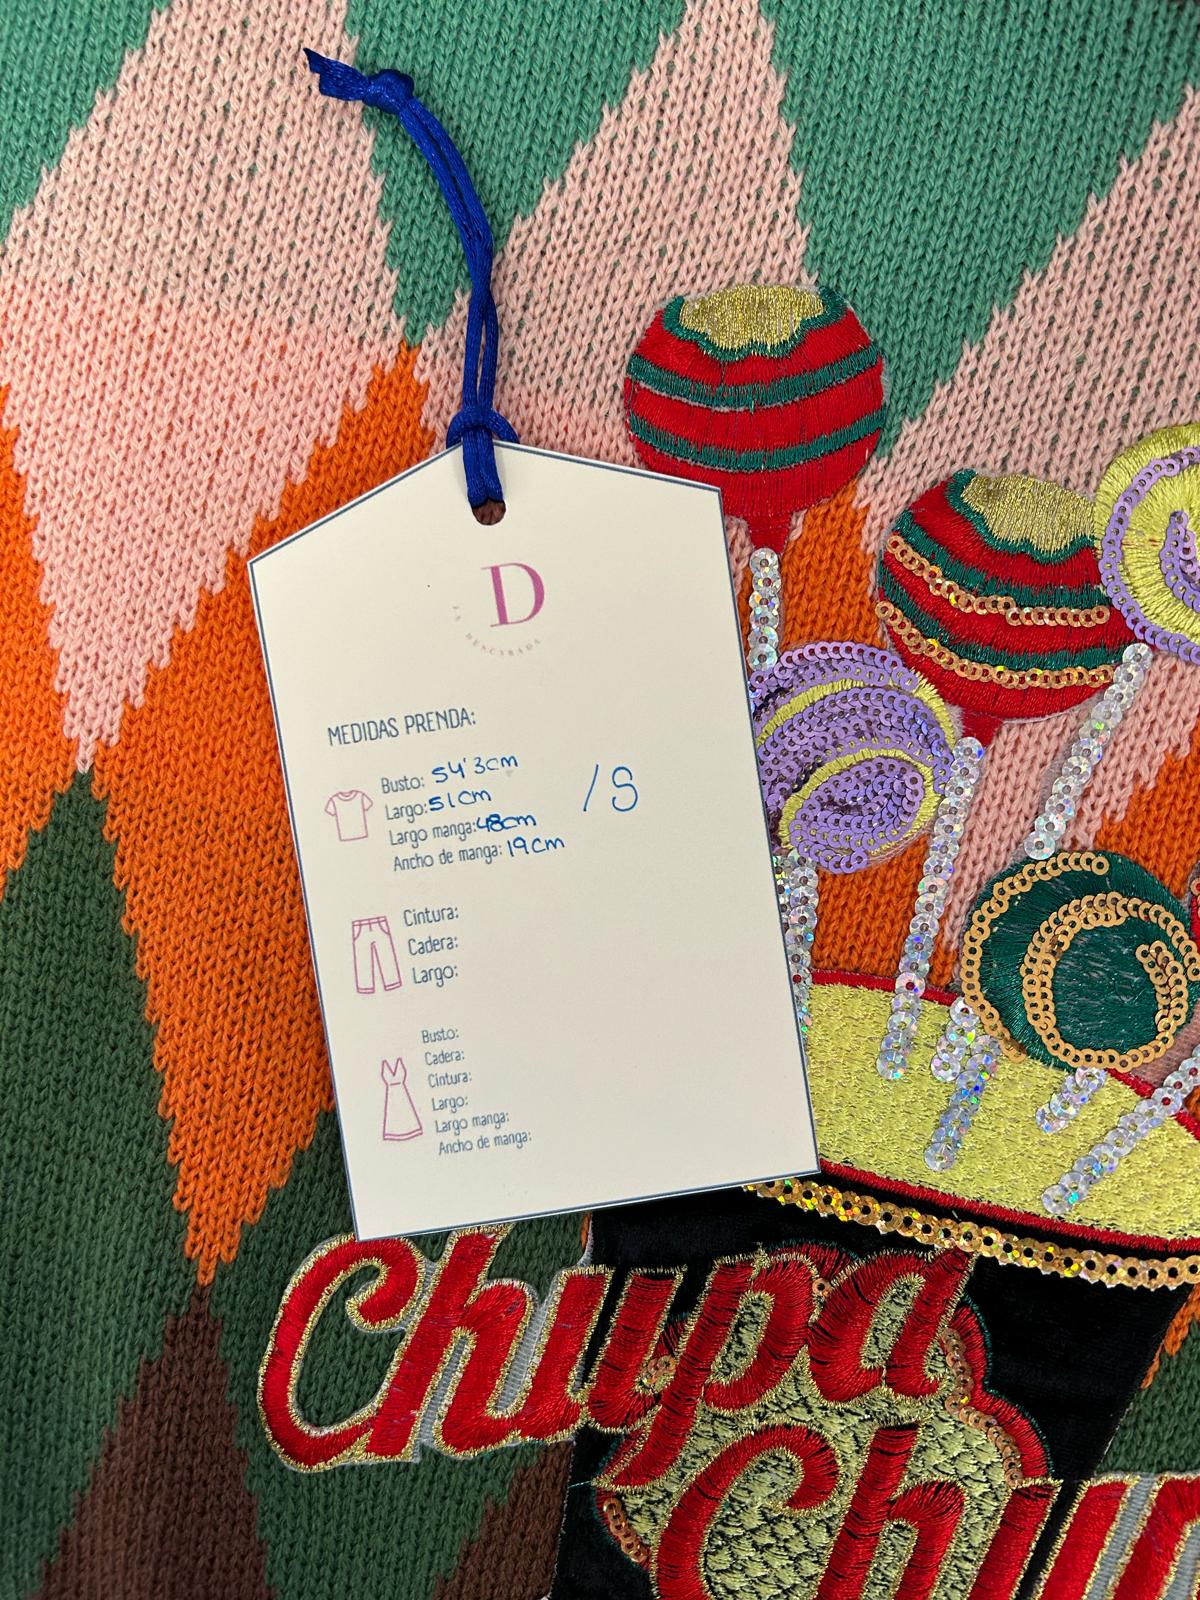 D
LA DESCARADA
MEDIDAS PRENDA:
Busto: 54'3cm
Largo: 51cm
/S
Largo manga: 48cm
Ancho de manga: 19cm
Cintura:
Cadera:
Largo:
Busto:
Cadera:
Cintura:
Largo:
Largo manga:
Ancho de manga:
Chupa
Chu